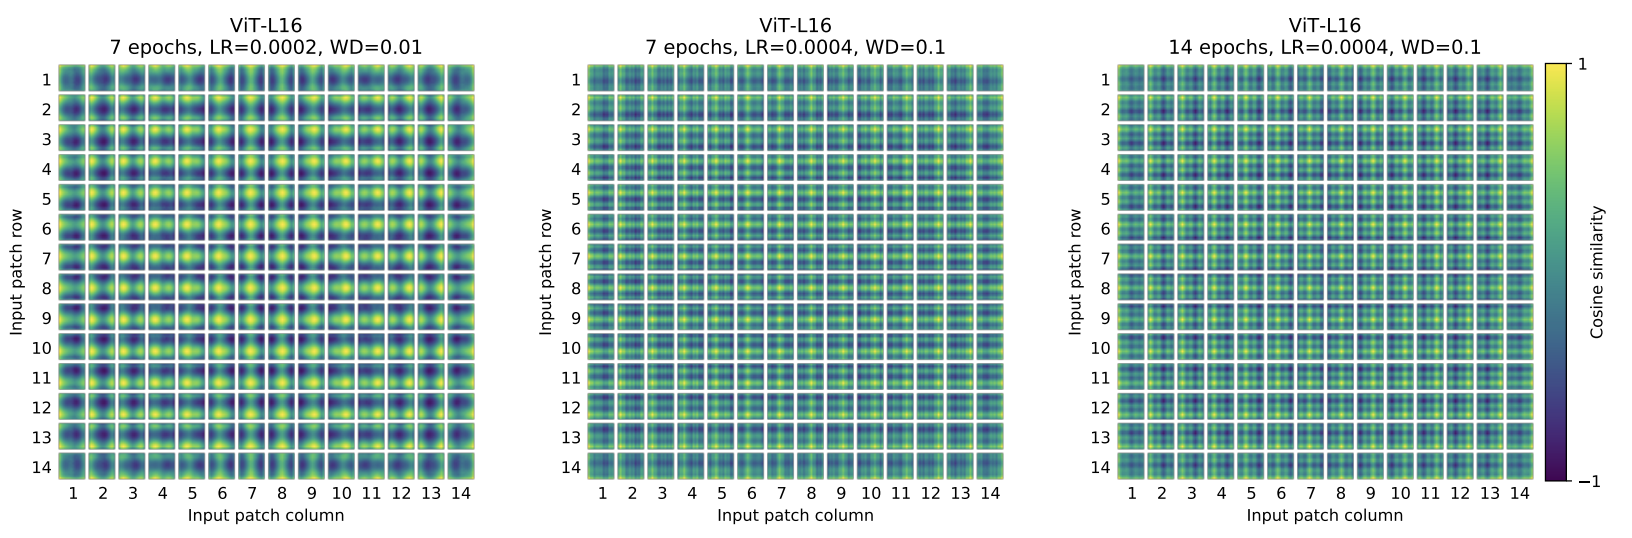 ViT-L16
7 epochs, LR=0.0002, WD=0.01
1
2
3
4
5
6
7
8
9
10
11
12
13
14
Input patch row
1 2 3 4 5 6 7 8 9 10 11 12 13 14
Input patch column
ViT-L16
7 epochs, LR=0.0004, WD=0.1
1
2
3
4
5
6
7
8
9
10
11
12
13
14
Input patch row
1 2 3 4 5 6 7 8 9 10 11 12 13 14
Input patch column
ViT-L16
14 epochs, LR=0.0004, WD=0.1
1
2
3
4
5
6
7
8
9
10
11
12
13
14
Input patch row
1 2 3 4 5 6 7 8 9 10 11 12 13 14
Input patch column
1
Cosine similarity
−1